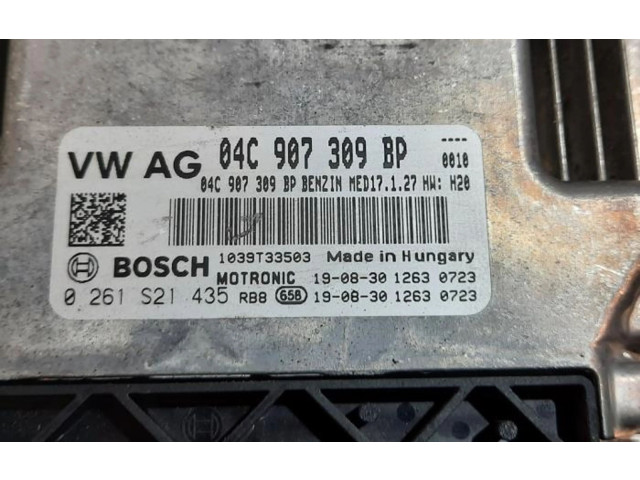 VW AG 04C 907 309 BP ----
0010
04C 907 309 BP BENZIN MED17.1.27 HW: H20
BOSCH 1039T33503 Made in Hungary
MOTRONIC 19-08-30 1263 0723
0 261 S21 435 RB8 65B 19-08-30 1263 0723
BOSCH